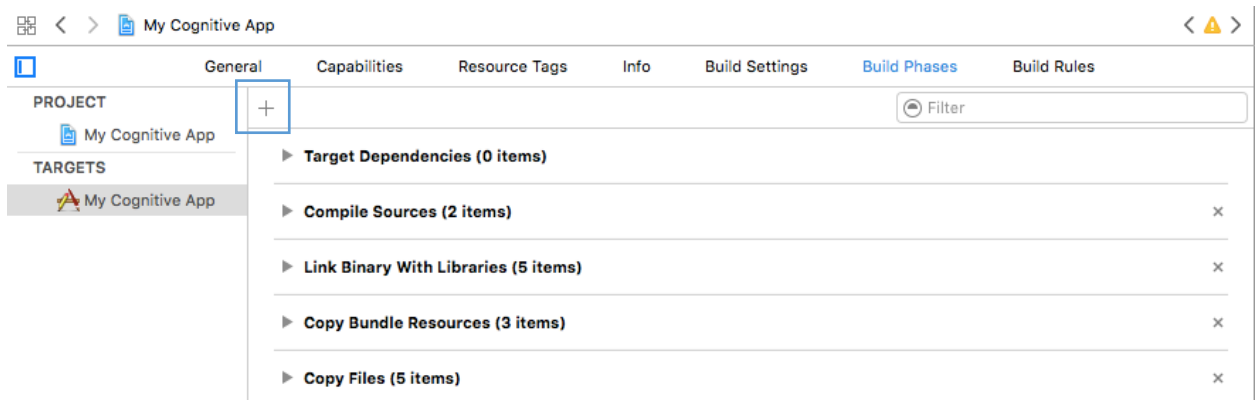 My Cognitive App
General Capabilities Resource Tags Info Build Settings Build Phases Build Rules
PROJECT
My Cognitive App
TARGETS
My Cognitive App
Filter
Target Dependencies (0 items)
Compile Sources (2 items)
Link Binary With Libraries (5 items)
Copy Bundle Resources (3 items)
Copy Files (5 items)